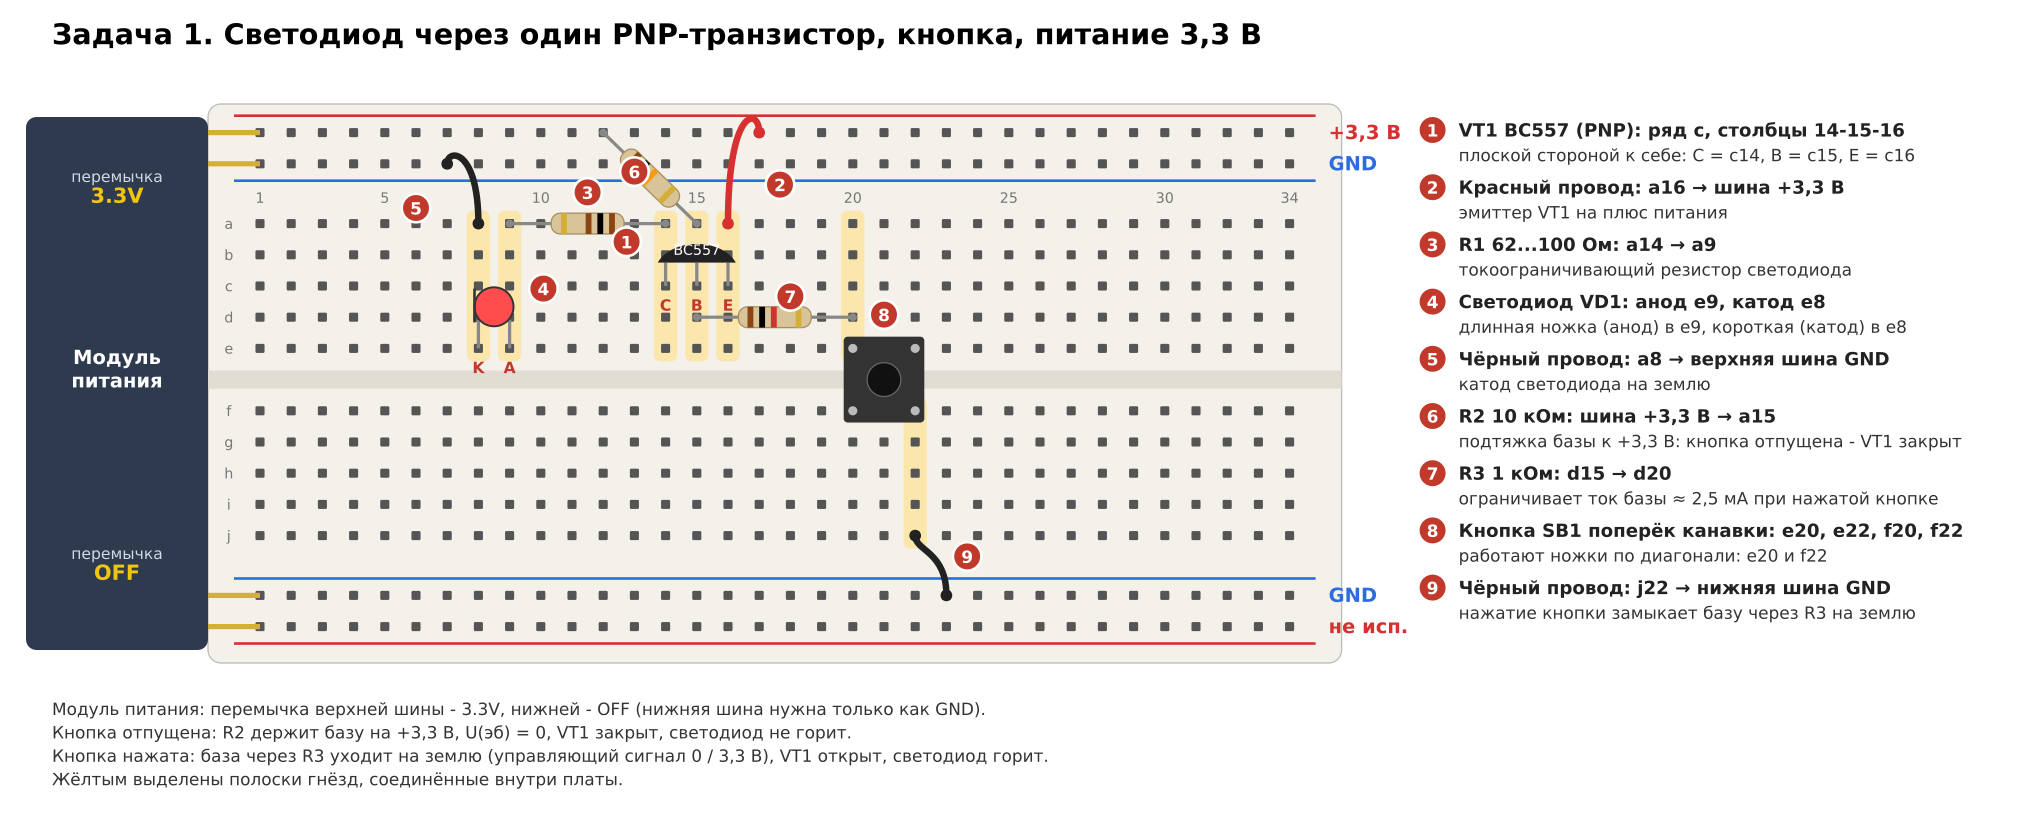 Задача 1. Светодиод через один PNP-транзистор, кнопка, питание 3,3 В
перемычка
3.3V
Модуль
питания
перемычка
OFF
+3,3 В
GND
1 5 10 15 20 25 30 34
a
b
c
d
e
f
g
h
i
j
BC557
C B E
K A
1
2
3
4
5
6
7
8
9
GND
не исп.
1 VT1 BC557 (PNP): ряд c, столбцы 14-15-16
плоской стороной к себе: C = c14, B = c15, E = c16
2 Красный провод: a16 → шина +3,3 В
эмиттер VT1 на плюс питания
3 R1 62...100 Ом: a14 → a9
токоограничивающий резистор светодиода
4 Светодиод VD1: анод e9, катод e8
длинная ножка (анод) в e9, короткая (катод) в e8
5 Чёрный провод: a8 → верхняя шина GND
катод светодиода на землю
6 R2 10 кОм: шина +3,3 В → a15
подтяжка базы к +3,3 В: кнопка отпущена - VT1 закрыт
7 R3 1 кОм: d15 → d20
ограничивает ток базы ≈ 2,5 мА при нажатой кнопке
8 Кнопка SB1 поперёк канавки: e20, e22, f20, f22
работают ножки по диагонали: e20 и f22
9 Чёрный провод: j22 → нижняя шина GND
нажатие кнопки замыкает базу через R3 на землю
Модуль питания: перемычка верхней шины - 3.3V, нижней - OFF (нижняя шина нужна только как GND).
Кнопка отпущена: R2 держит базу на +3,3 В, U(эб) = 0, VT1 закрыт, светодиод не горит.
Кнопка нажата: база через R3 уходит на землю (управляющий сигнал 0 / 3,3 В), VT1 открыт, светодиод горит.
Жёлтым выделены полоски гнёзд, соединённые внутри платы.